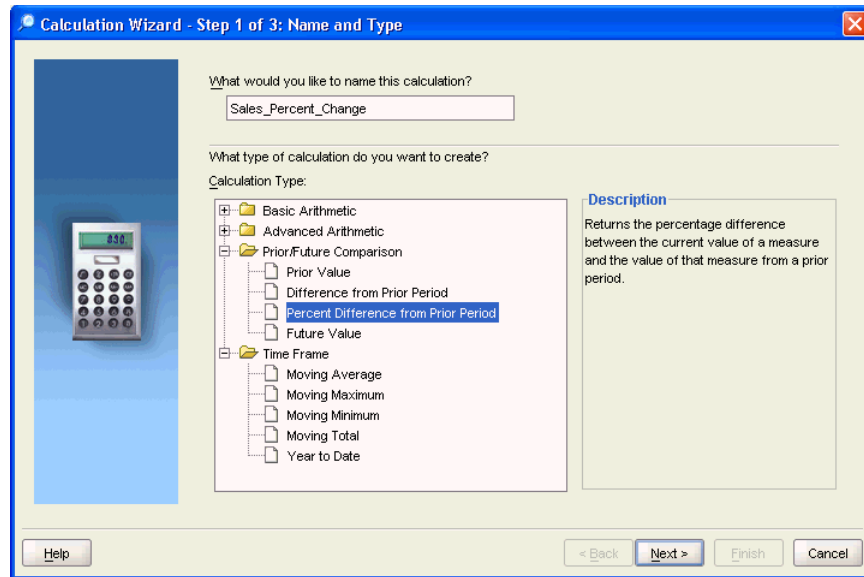 Calculation Wizard - Step 1 of 3: Name and Type
What would you like to name this calculation?
Sales_Percent_Change
What type of calculation do you want to create?
Calculation Type:
Basic Arithmetic
Advanced Arithmetic
Prior/Future Comparison
Prior Value
Difference from Prior Period
Percent Difference from Prior Period
Future Value
Time Frame
Moving Average
Moving Maximum
Moving Minimum
Moving Total
Year to Date
Description
Returns the percentage difference
between the current value of a measure
and the value of that measure from a prior
period.
Help
< Back
Next >
Finish
Cancel